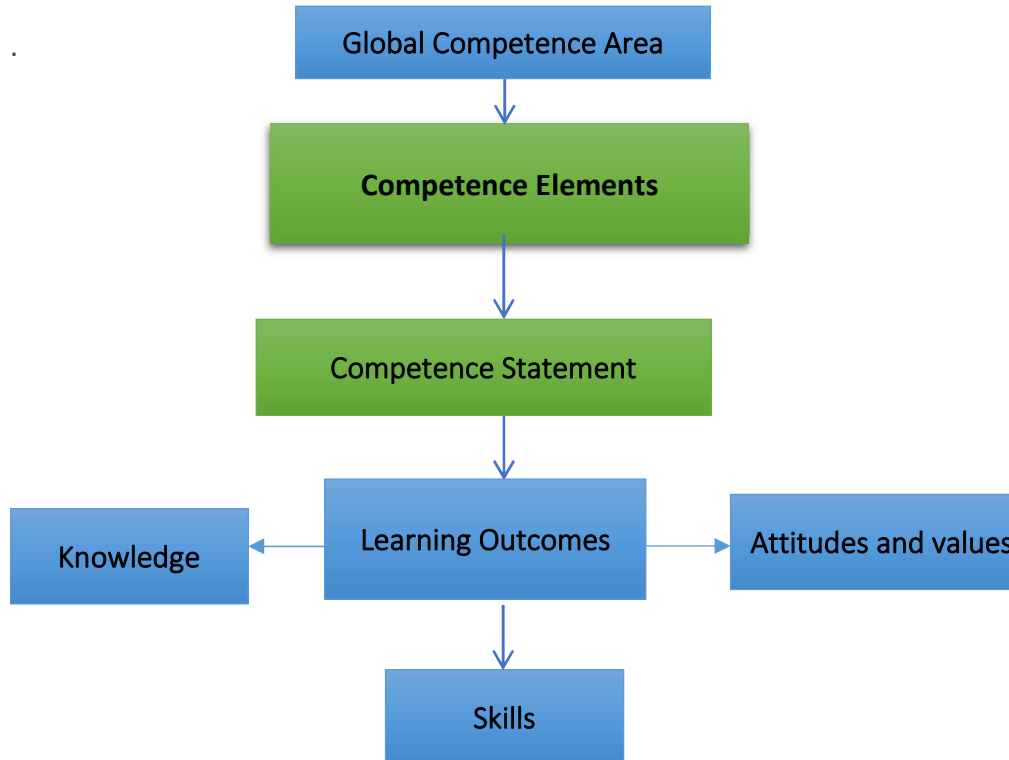 .
Global Competence Area
Competence Elements
Competence Statement
Learning Outcomes
Knowledge
Attitudes and values
Skills